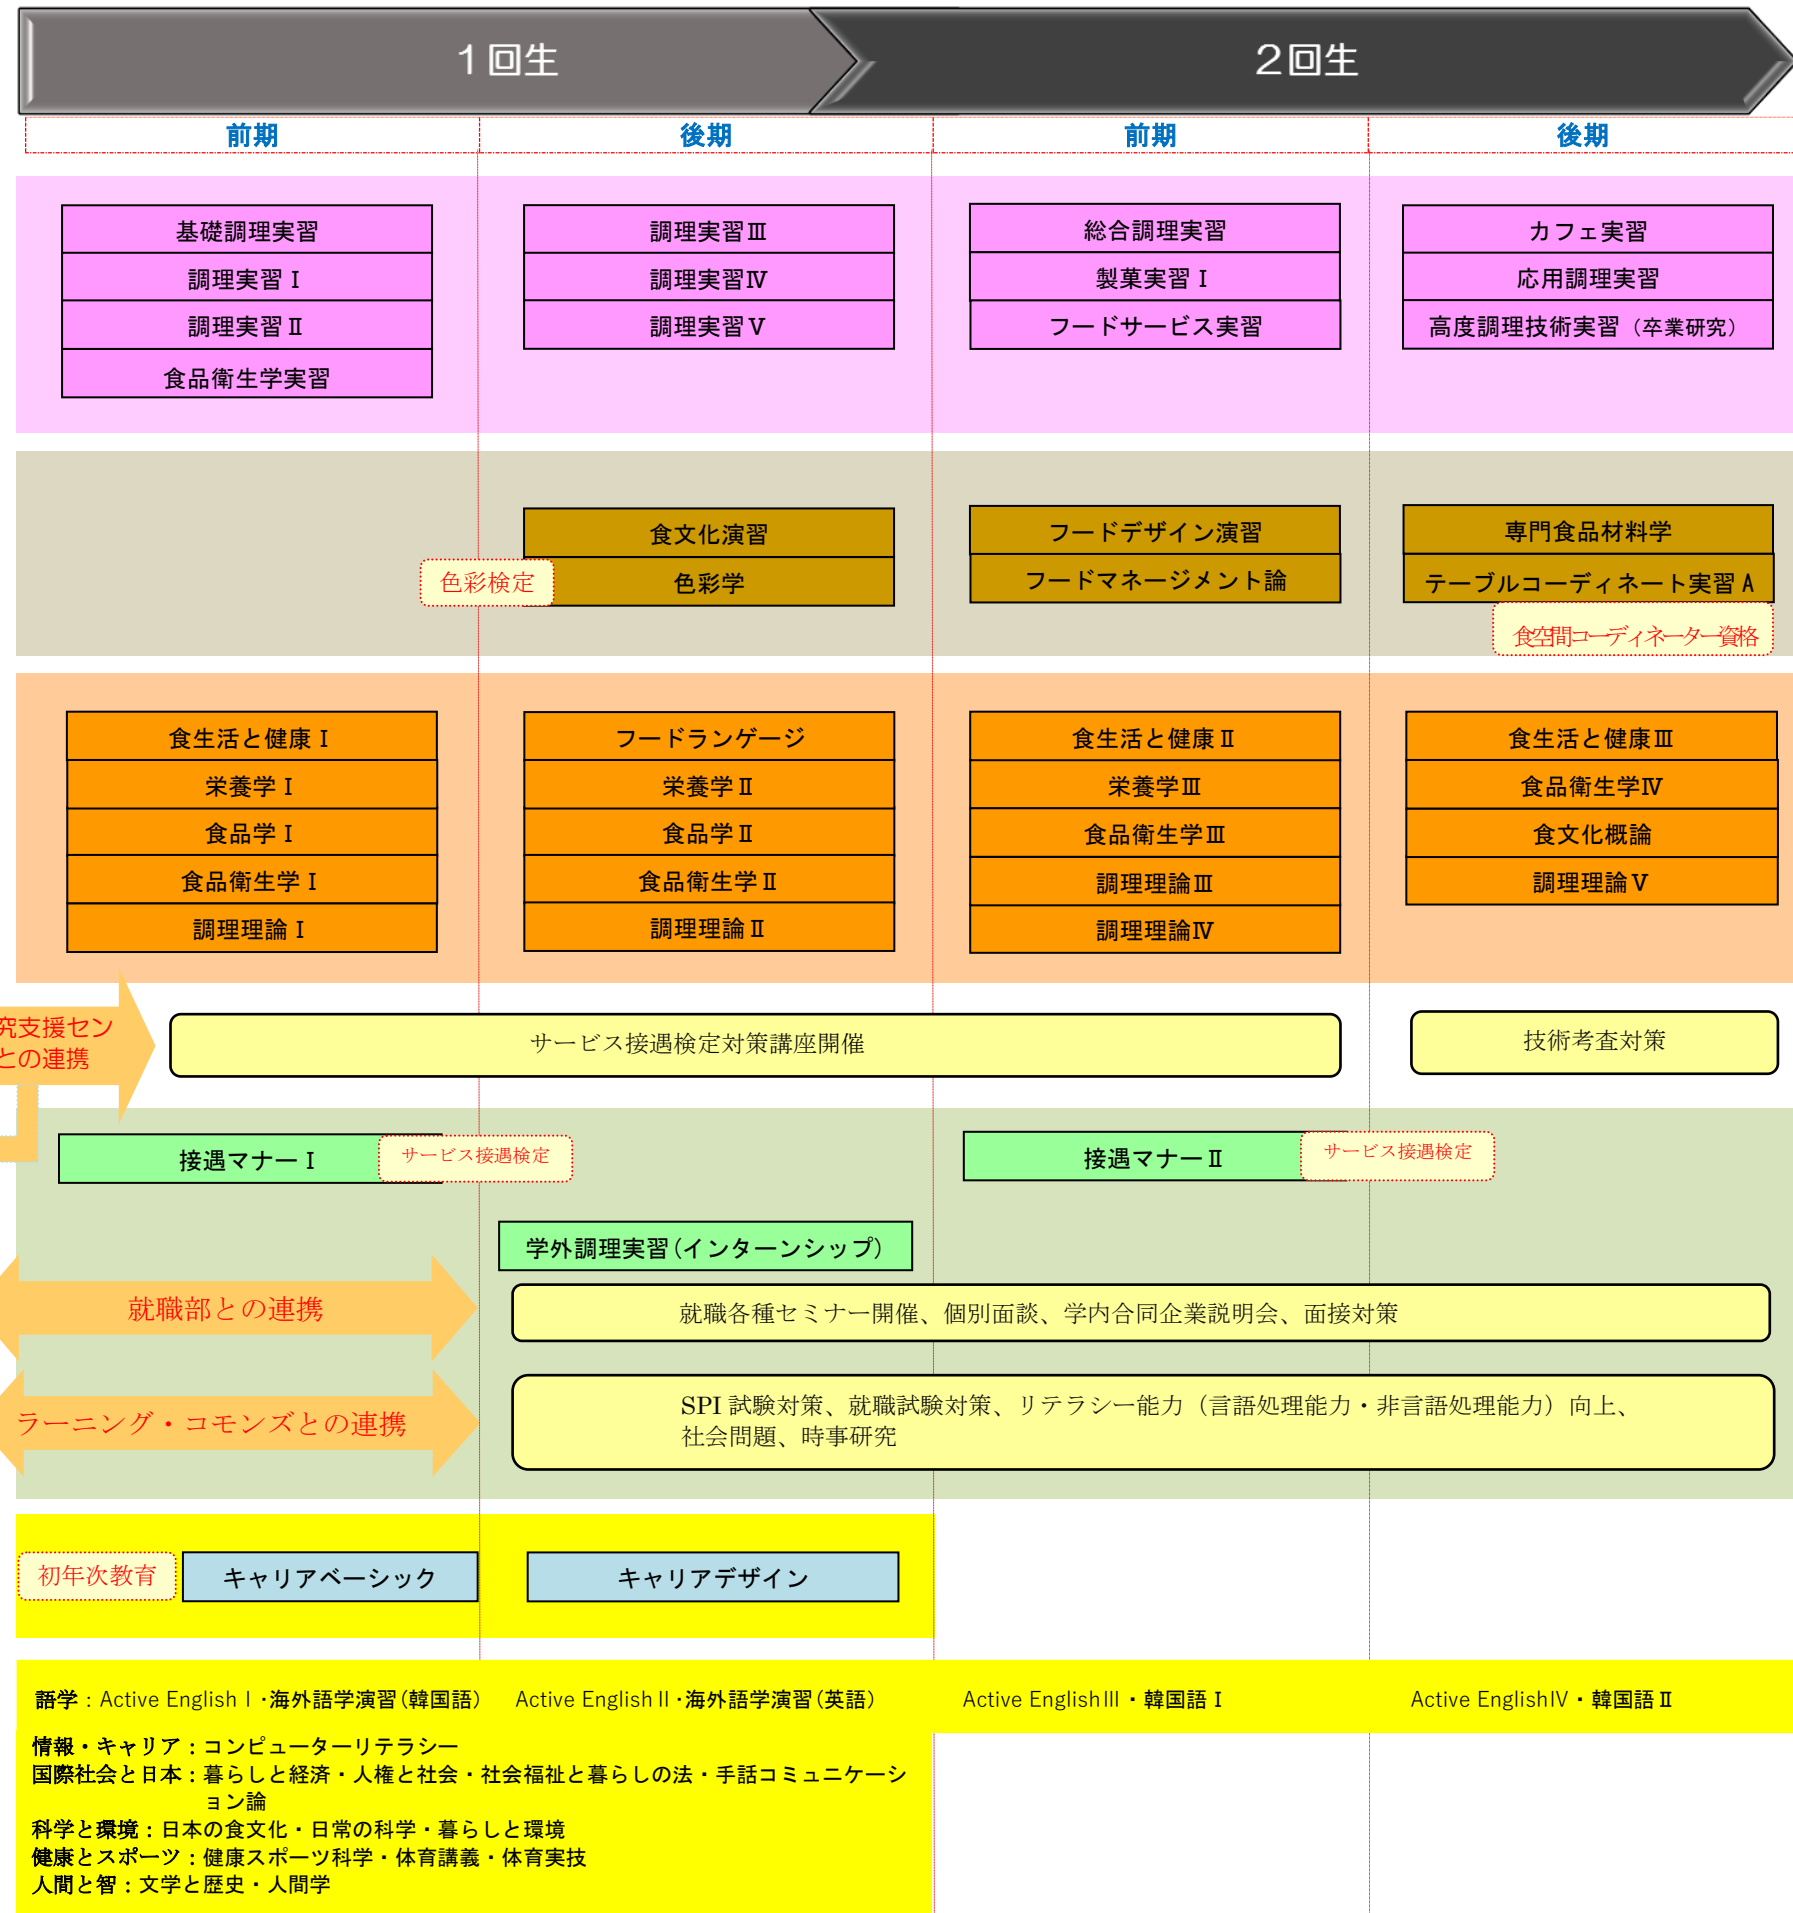 1回生
2回生
前期
後期
前期
後期
基礎調理実習
調理実習Ⅰ
調理実習Ⅱ
食品衛生学実習
調理実習Ⅲ
調理実習Ⅳ
調理実習Ⅴ
総合調理実習
製菓実習Ⅰ
フードサービス実習
カフェ実習
応用調理実習
高度調理技術実習（卒業研究）
食文化演習
色彩学
色彩検定
フードデザイン演習
フードマネージメント論
専門食品材料学
テーブルコーディネート実習A
食空間コーディネーター資格
食生活と健康Ⅰ
栄養学Ⅰ
食品学Ⅰ
食品衛生学Ⅰ
調理理論Ⅰ
フードランゲージ
栄養学Ⅱ
食品学Ⅱ
食品衛生学Ⅱ
調理理論Ⅱ
食生活と健康Ⅱ
栄養学Ⅲ
食品衛生学Ⅲ
調理理論Ⅲ
調理理論Ⅳ
食生活と健康Ⅲ
食品衛生学Ⅳ
食文化概論
調理理論Ⅴ
究支援セン
との連携
サービス接遇検定対策講座開催
技術考査対策
接遇マナーⅠ
サービス接遇検定
接遇マナーⅡ
サービス接遇検定
学外調理実習(インターンシップ)
就職部との連携
就職各種セミナー開催、個別面談、学内合同企業説明会、面接対策
ラーニング・コモンズとの連携
SPI 試験対策、就職試験対策、リテラシー能力（言語処理能力・非言語処理能力）向上、
社会問題、時事研究
初年次教育
キャリアベーシック
キャリアデザイン
語学：Active EnglishⅠ・海外語学演習(韓国語)
Active EnglishⅡ・海外語学演習(英語)
Active EnglishⅢ・韓国語Ⅰ
Active EnglishⅣ・韓国語Ⅱ
情報・キャリア：コンピューターリテラシー
国際社会と日本：暮らしと経済・人権と社会・社会福祉と暮らしの法・手話コミュニケーシ
ョン論
科学と環境：日本の食文化・日常の科学・暮らしと環境
健康とスポーツ：健康スポーツ科学・体育講義・体育実技
人間と智：文学と歴史・人間学